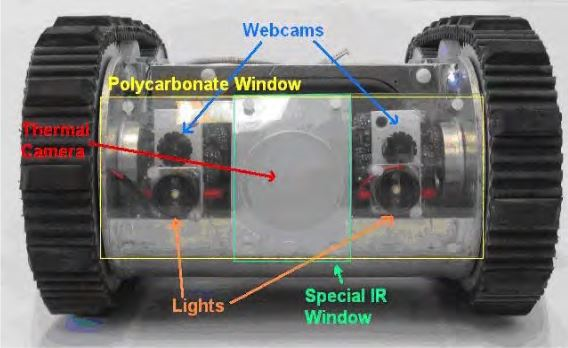 Webcams
Polycarbonate Window
Thermal
Camera
Lights
Special IR
Window